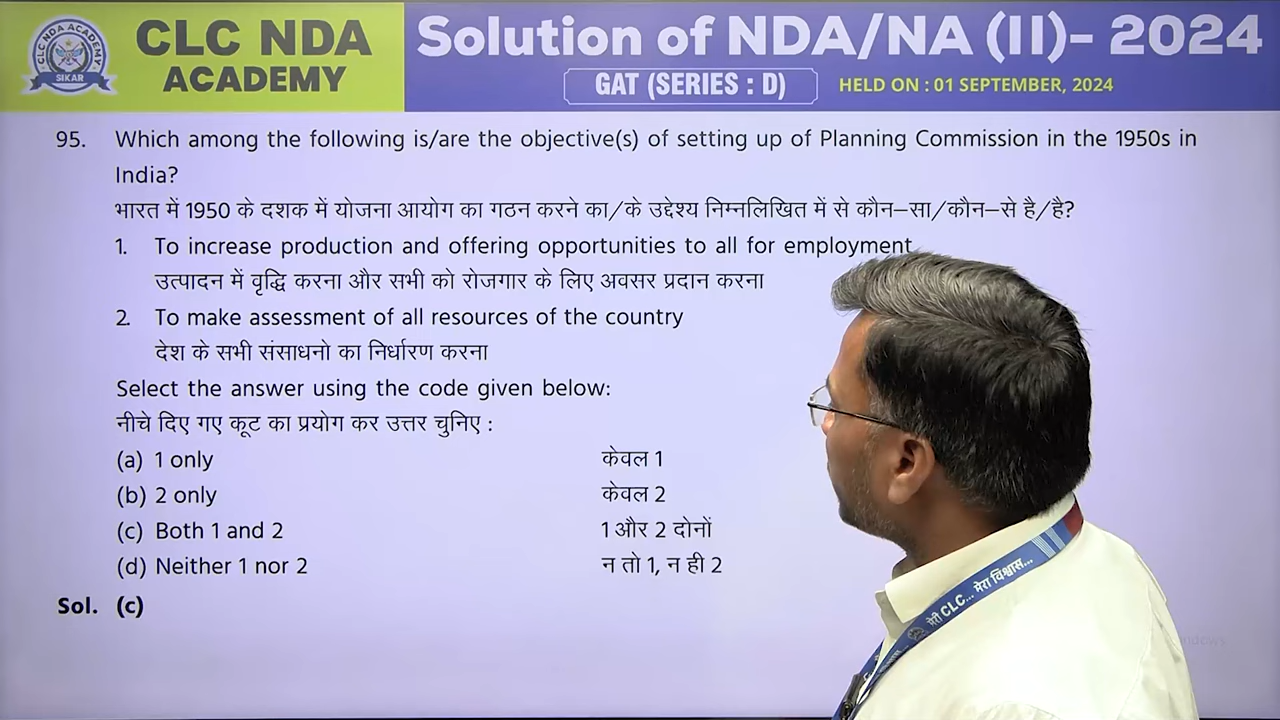 CLC NDA ACADEMY
SIKAR
CLC NDA
ACADEMY
Solution of NDA/NA (II)- 2024
GAT (SERIES : D)
HELD ON : 01 SEPTEMBER, 2024
95. Which among the following is/are the objective(s) of setting up of Planning Commission in the 1950s in
India?
भारत में 1950 के दशक में योजना आयोग का गठन करने का/के उद्देश्य निम्नलिखित में से कौन–सा/कौन–से है/है?
1. To increase production and offering opportunities to all for employment
उत्पादन में वृद्धि करना और सभी को रोजगार के लिए अवसर प्रदान करना
2. To make assessment of all resources of the country
देश के सभी संसाधनो का निर्धारण करना
Select the answer using the code given below:
नीचे दिए गए कूट का प्रयोग कर उत्तर चुनिए :
(a) 1 only केवल 1
(b) 2 only केवल 2
(c) Both 1 and 2 1 और 2 दोनों
(d) Neither 1 nor 2 न तो 1, न ही 2
Sol. (c)
मेरी CLC... मेरा विश्वास...